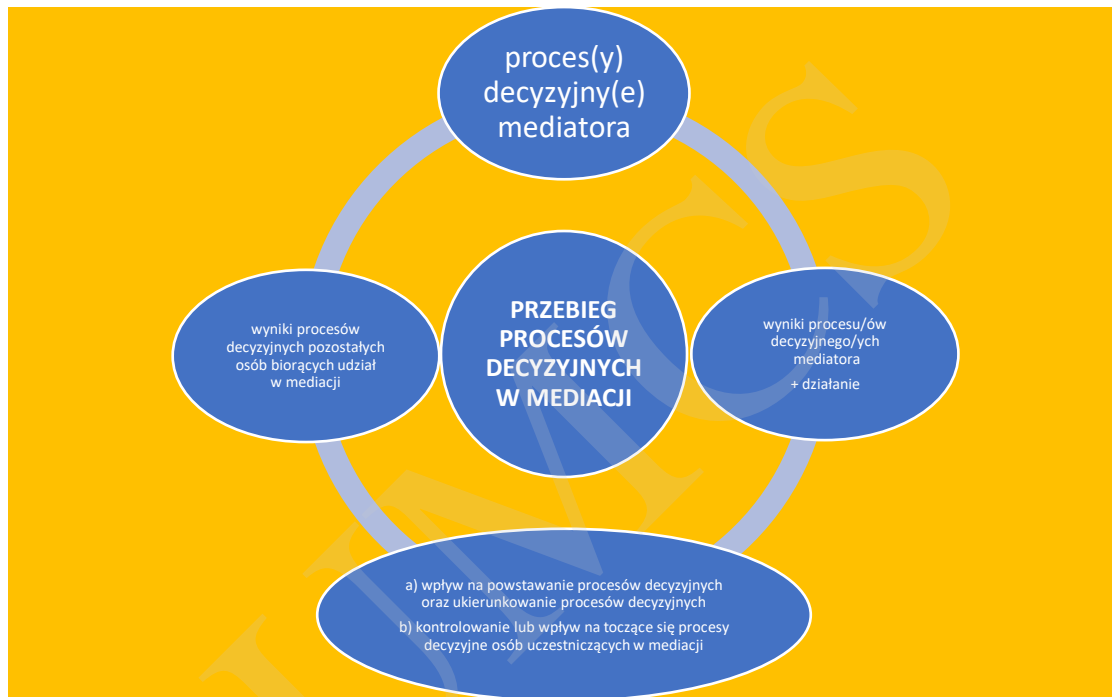 proces(y)
decyzyjny(e)
mediatora
PRZEBIEG
PROCESÓW
DECYZYJNYCH
W MEDIACJI
wyniki procesu/ów
decyzyjnego/ych
mediatora
+ działanie
a) wpływ na powstawanie procesów decyzyjnych
oraz ukierunkowanie procesów decyzyjnych
b) kontrolowanie lub wpływ na toczące się procesy
decyzyjne osób uczestniczących w mediacji
wyniki procesów
decyzyjnych pozostałych
osób biorących udział
w mediacji